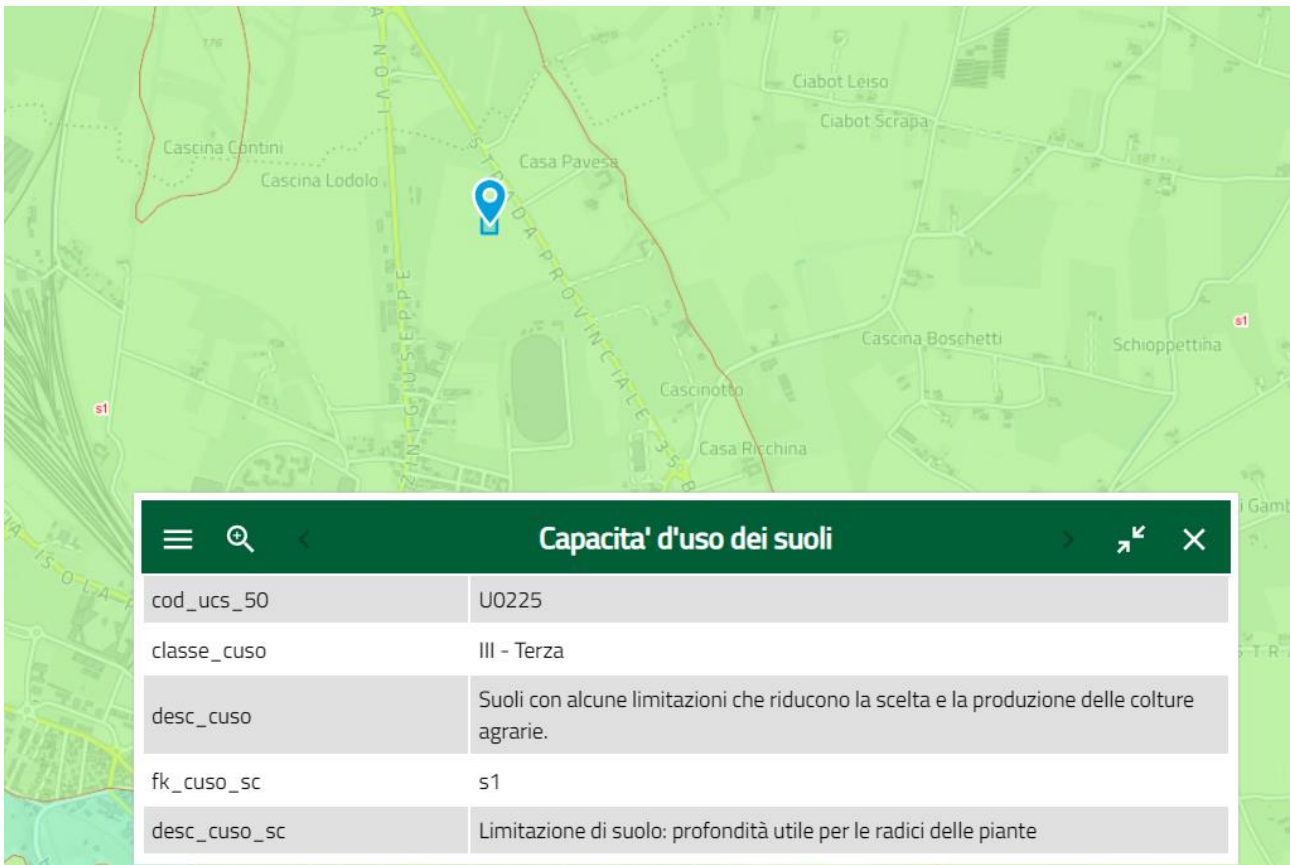 176
NOVI
Ciabot Leiso
Ciabot Scrapa
Cascina Contini
Casa Pavesa
Cascina Lodolo
STRADA PROVINCIALE 35B
GIUSEPPE
s1
Cascina Boschetti
Schioppettina
Cascinotto
s1
Casa Ricchina
Capacita' d'uso dei suoli
cod_ucs_50 U0225
classe_cuso III - Terza
desc_cuso Suoli con alcune limitazioni che riducono la scelta e la produzione delle colture
agrarie.
fk_cuso_sc s1
desc_cuso_sc Limitazione di suolo: profondità utile per le radici delle piante